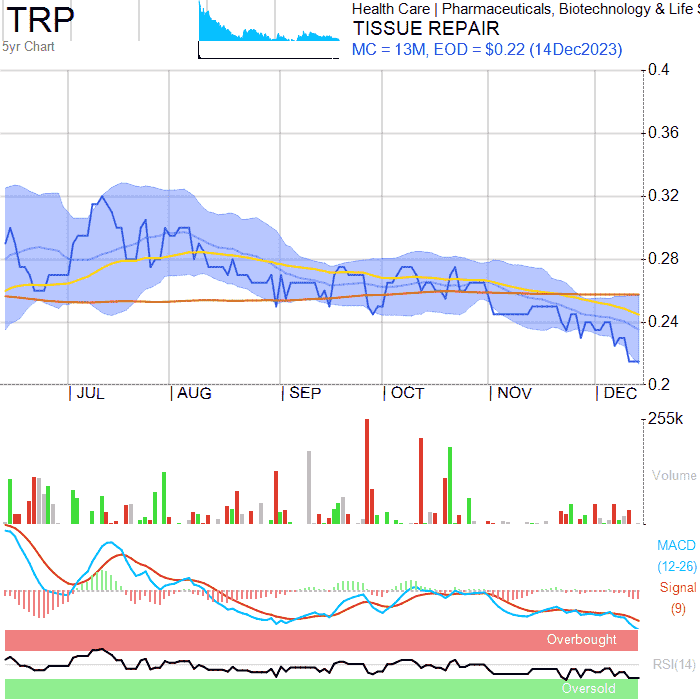 TRP
5yr Chart
Health Care | Pharmaceuticals, Biotechnology & Life S
TISSUE REPAIR
MC = 13M, EOD = $0.22 (14Dec2023)
0.4
0.36
0.32
0.28
0.24
0.2
JUL AUG SEP OCT NOV DEC
255k
Volume
MACD
(12-26)
Signal
(9)
Overbought
RSI(14)
Oversold